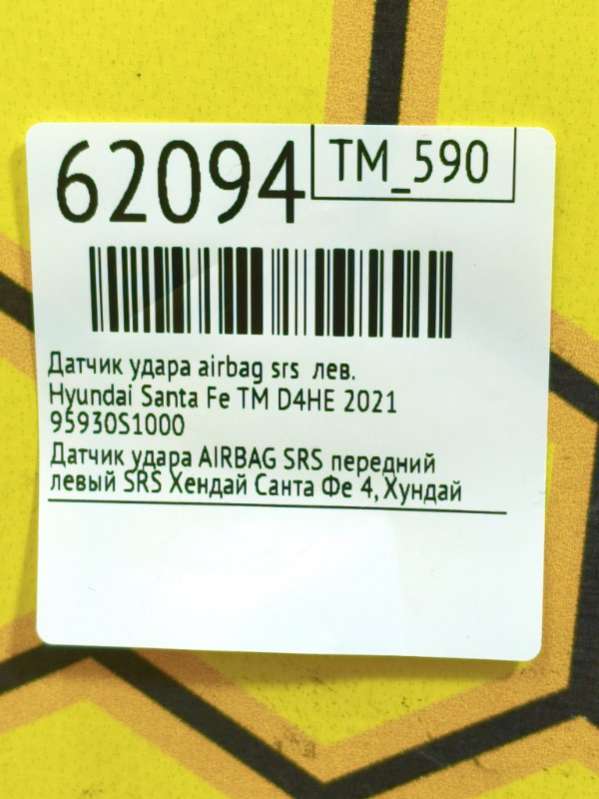 62094
TM_590
Датчик удара airbag srs лев.
Hyundai Santa Fe TM D4HE 2021
95930S1000
Датчик удара AIRBAG SRS передний
левый SRS Хендай Санта Фе 4, Хундай